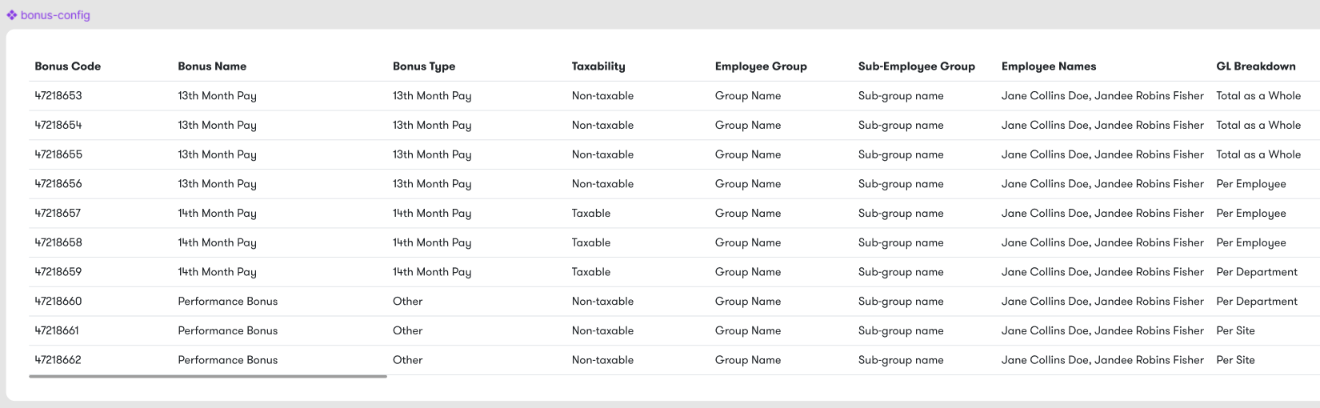 bonus-config
Bonus Code Bonus Name Bonus Type Taxability Employee Group Sub-Employee Group Employee Names GL Breakdown
47218653 13th Month Pay 13th Month Pay Non-taxable Group Name Sub-group name Jane Collins Doe, Jandee Robins Fisher Total as a Whole
47218654 13th Month Pay 13th Month Pay Non-taxable Group Name Sub-group name Jane Collins Doe, Jandee Robins Fisher Total as a Whole
47218655 13th Month Pay 13th Month Pay Non-taxable Group Name Sub-group name Jane Collins Doe, Jandee Robins Fisher Total as a Whole
47218656 13th Month Pay 13th Month Pay Non-taxable Group Name Sub-group name Jane Collins Doe, Jandee Robins Fisher Per Employee
47218657 14th Month Pay 14th Month Pay Taxable Group Name Sub-group name Jane Collins Doe, Jandee Robins Fisher Per Employee
47218658 14th Month Pay 14th Month Pay Taxable Group Name Sub-group name Jane Collins Doe, Jandee Robins Fisher Per Employee
47218659 14th Month Pay 14th Month Pay Taxable Group Name Sub-group name Jane Collins Doe, Jandee Robins Fisher Per Department
47218660 Performance Bonus Other Non-taxable Group Name Sub-group name Jane Collins Doe, Jandee Robins Fisher Per Department
47218661 Performance Bonus Other Non-taxable Group Name Sub-group name Jane Collins Doe, Jandee Robins Fisher Per Site
47218662 Performance Bonus Other Non-taxable Group Name Sub-group name Jane Collins Doe, Jandee Robins Fisher Per Site